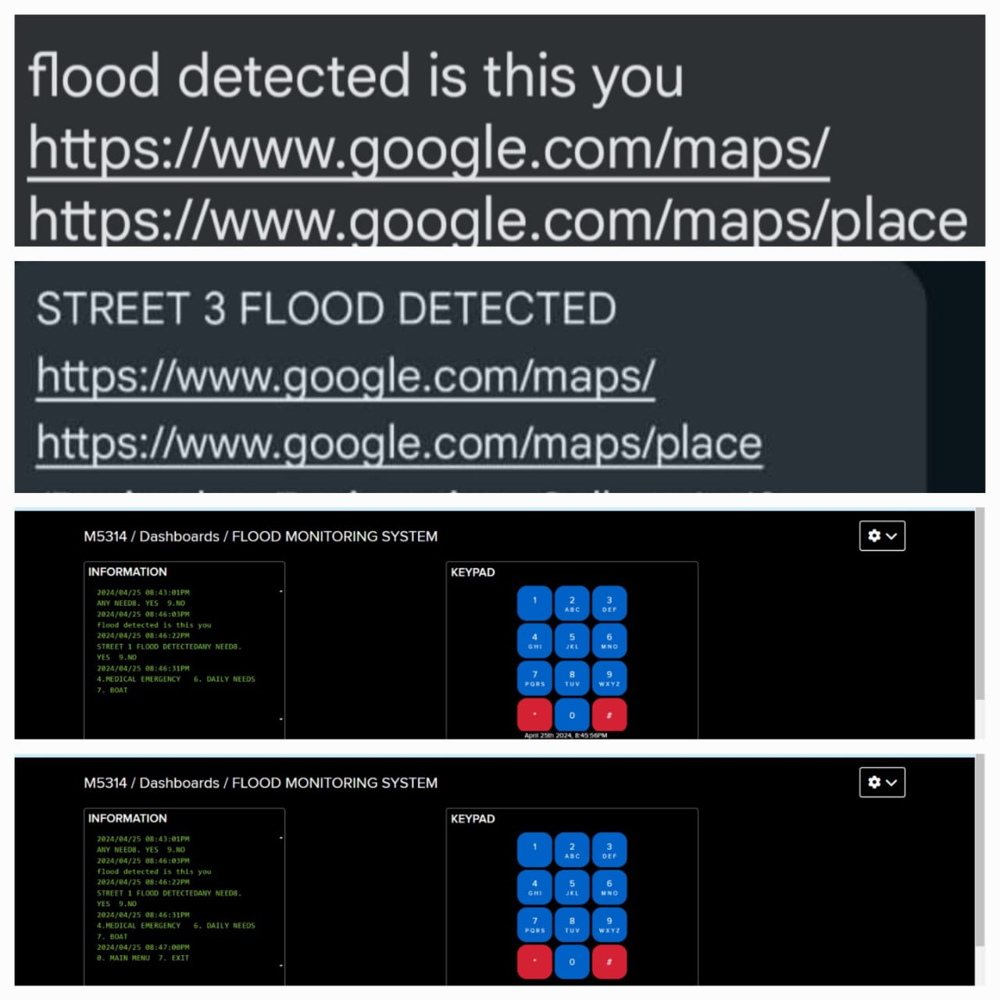 flood detected is this you
https://www.google.com/maps/
https://www.google.com/maps/place
STREET 3 FLOOD DETECTED
https://www.google.com/maps/
https://www.google.com/maps/place
M5314 / Dashboards / FLOOD MONITORING SYSTEM
INFORMATION
2024/04/25 08:43:01PM
ANY NEED8. YES 9.NO
2024/04/25 08:46:03PM
flood detected is this you
2024/04/25 08:46:22PM
STREET 1 FLOOD DETECTEDANY NEED8.
YES 9.NO
2024/04/25 08:46:31PM
4.MEDICAL EMERGENCY 6. DAILY NEEDS
7. BOAT
KEYPAD
1 2 3
ABC DEF
4 5 6
GHI JKL MNO
7 8 9
PQRS TUV WXYZ
* 0 #
April 25th 2024, 8:45:56PM
M5314 / Dashboards / FLOOD MONITORING SYSTEM
INFORMATION
2024/04/25 08:43:01PM
ANY NEED8. YES 9.NO
2024/04/25 08:46:03PM
flood detected is this you
2024/04/25 08:46:22PM
STREET 1 FLOOD DETECTEDANY NEED8.
YES 9.NO
2024/04/25 08:46:31PM
4.MEDICAL EMERGENCY 6. DAILY NEEDS
7. BOAT
2024/04/25 08:47:00PM
0. MAIN MENU 7. EXIT
KEYPAD
1 2 3
ABC DEF
4 5 6
GHI JKL MNO
7 8 9
PQRS TUV WXYZ
* 0 #